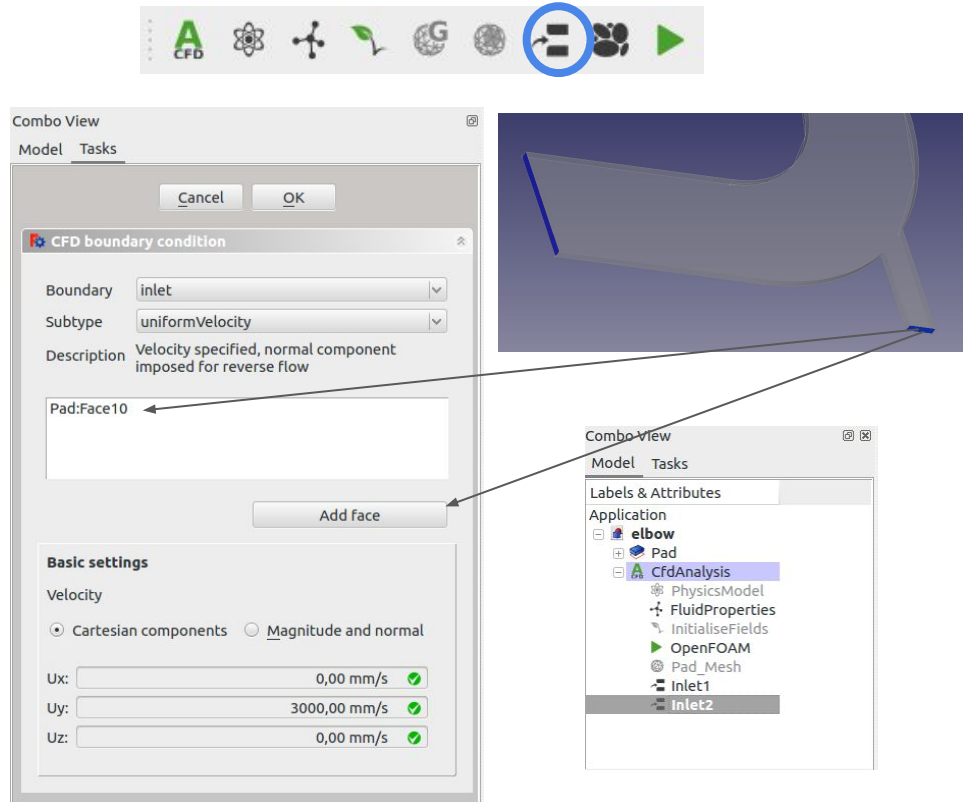 A
CFD
G
Combo View
Model Tasks
Cancel OK
CFD boundary condition
Boundary inlet
Subtype uniformVelocity
Description Velocity specified, normal component
imposed for reverse flow
Pad:Face10
Add face
Basic settings
Velocity
Cartesian components Magnitude and normal
Ux: 0,00 mm/s
Uy: 3000,00 mm/s
Uz: 0,00 mm/s
Combo View
Model Tasks
Labels & Attributes
Application
elbow
Pad
A
CFD
CfdAnalysis
PhysicsModel
FluidProperties
InitialiseFields
OpenFOAM
Pad_Mesh
Inlet1
Inlet2